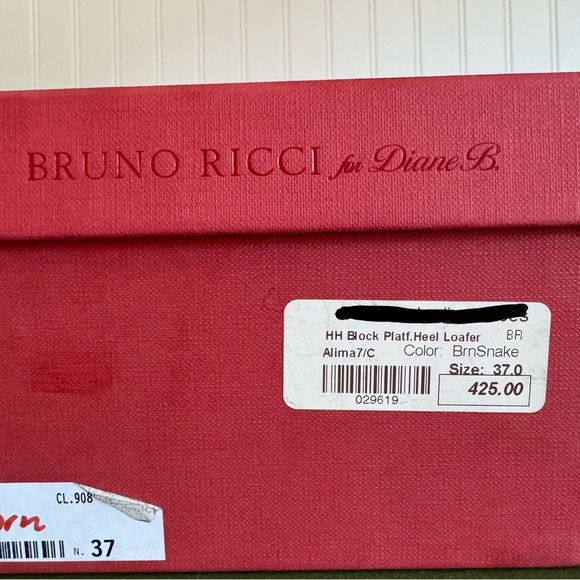 BRUNO RICCI for Diane B.
HH Block Platf.Heel Loafer BR
Alima7/C Color: BrnSnake
Size: 37.0
029619 425.00
CL.908
brn
N. 37